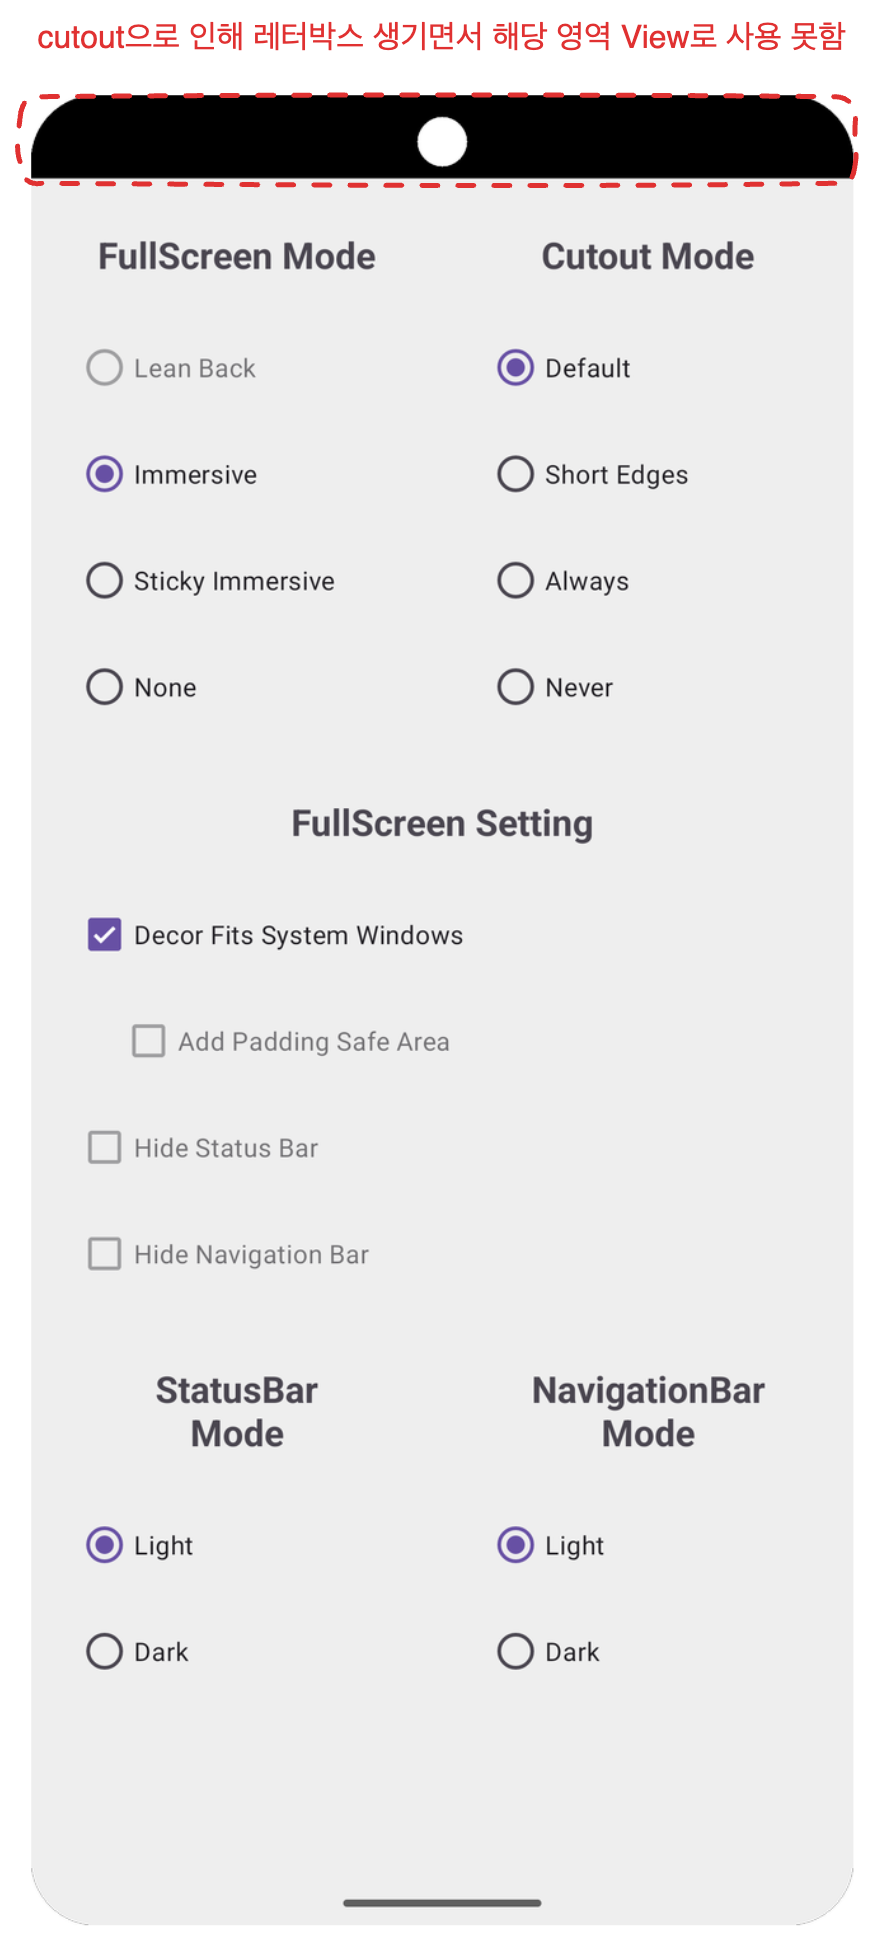 cutout으로 인해 레터박스 생기면서 해당 영역 View로 사용 못함
FullScreen Mode
Lean Back
Immersive
Sticky Immersive
None
Cutout Mode
Default
Short Edges
Always
Never
FullScreen Setting
Decor Fits System Windows
Add Padding Safe Area
Hide Status Bar
Hide Navigation Bar
StatusBar
Mode
Light
Dark
NavigationBar
Mode
Light
Dark